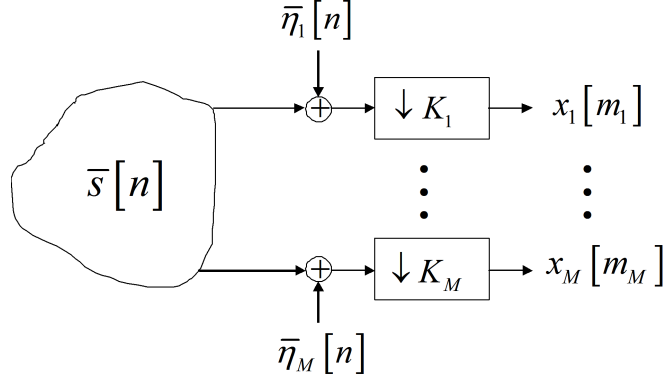 η̄₁[n]
s̄[n]
+
↓ K₁
x₁[m₁]
+
↓ K_M
x_M[m_M]
η̄_M[n]